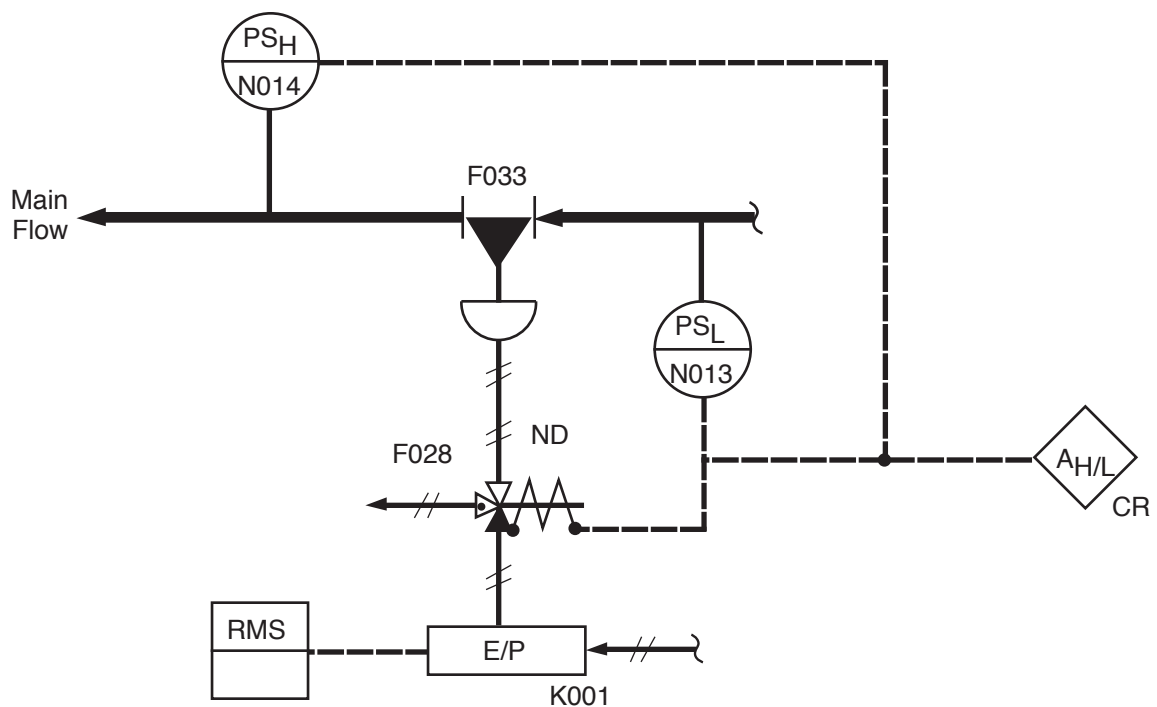 PSH
N014
F033
Main
Flow
PSL
N013
ND
F028
AH/L
CR
RMS
E/P
K001